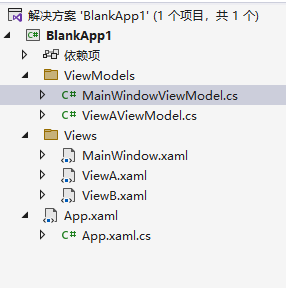 解决方案 'BlankApp1' (1 个项目，共 1 个)
C# BlankApp1
依赖项
ViewModels
C# MainWindowViewModel.cs
C# ViewAViewModel.cs
Views
MainWindow.xaml
ViewA.xaml
ViewB.xaml
App.xaml
C# App.xaml.cs